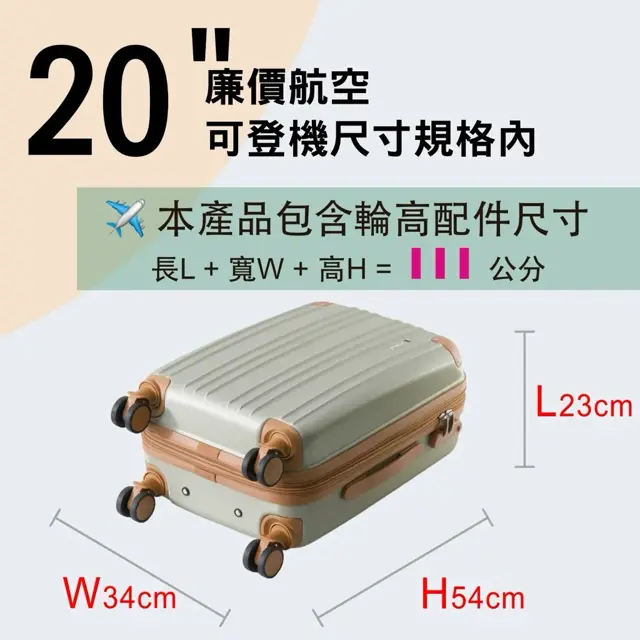 20"
廉價航空
可登機尺寸規格內
✈️ 本產品包含輪高配件尺寸
長L + 寬W + 高H = 111 公分
L23cm
W34cm
H54cm